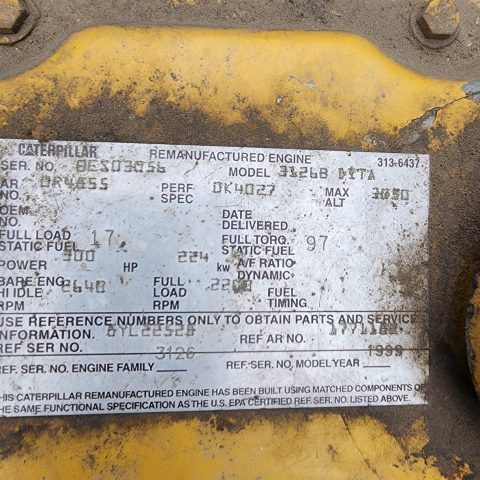 CATERPILLAR REMANUFACTURED ENGINE 313-6437
SER. NO. BES03056 MODEL 3126B DITA
AR NO. 0R4655 PERF SPEC 0K4027 MAX ALT 3050
OEM NO. DATE DELIVERED
FULL LOAD STATIC FUEL 17. FULL TORQ. STATIC FUEL 97
POWER 300 HP 224 kw A/F RATIO DYNAMIC
BARE ENG. HI IDLE RPM 2640 FULL LOAD RPM 2200 FUEL TIMING
USE REFERENCE NUMBERS ONLY TO OBTAIN PARTS AND SERVICE
INFORMATION.
REF SER NO. REF AR NO.
REF. SER. NO. ENGINE FAMILY 3126 REF. SER. NO. MODEL YEAR 1999
THIS CATERPILLAR REMANUFACTURED ENGINE HAS BEEN BUILT USING MATCHED COMPONENTS OF
THE SAME FUNCTIONAL SPECIFICATION AS THE U.S. EPA CERTIFIED REF. SER. NO. LISTED ABOVE.